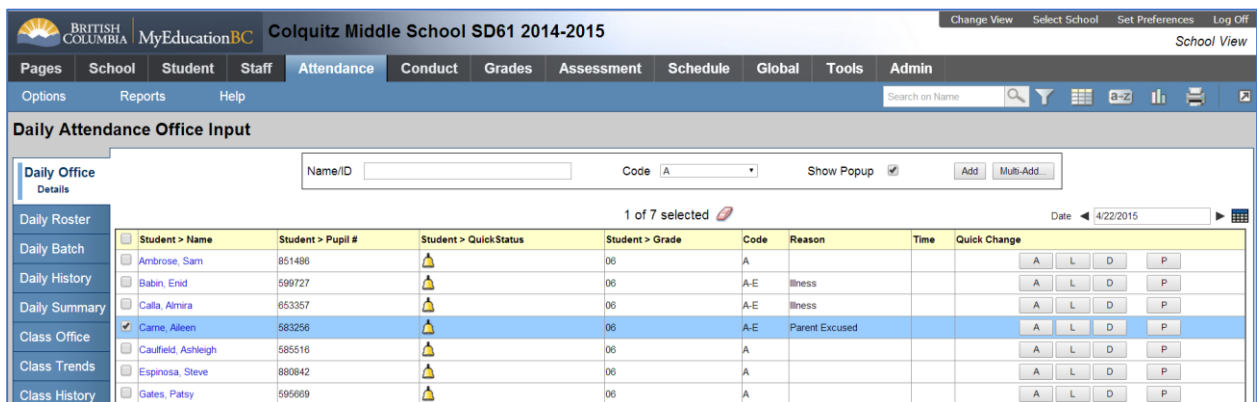 BRITISH COLUMBIA MyEducationBC Colquitz Middle School SD61 2014-2015 Change View Select School Set Preferences Log Off
School View
Pages School Student Staff Attendance Conduct Grades Assessment Schedule Global Tools Admin
Options Reports Help Search on Name a-z
Daily Attendance Office Input
Daily Office Name/ID Code A Show Popup Add Multi-Add...
Details
Daily Roster 1 of 7 selected Date 4/22/2015
Student > Name Student > Pupil # Student > QuickStatus Student > Grade Code Reason Time Quick Change
Daily Batch
Ambrose, Sam 851486 06 A A L D P
Daily History Babin, Enid 599727 06 A-E Illness A L D P
Daily Summary Calla, Almira 653357 06 A-E Illness A L D P
Carne, Aileen 583256 06 A-E Parent Excused A L D P
Class Office
Caulfield, Ashleigh 585516 06 A A L D P
Class Trends Espinosa, Steve 880842 06 A A L D P
Class History Gates, Patsy 595669 06 A A L D P